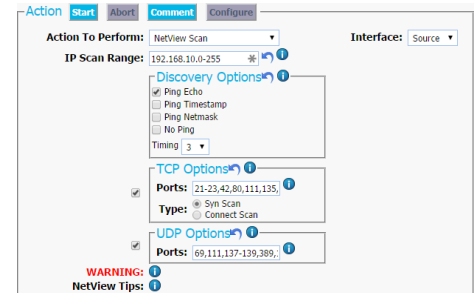 Action Start Abort Comment Configure
Action To Perform: NetView Scan Interface: Source
IP Scan Range: 192.168.10.0-255
Discovery Options
Ping Echo
Ping Timestamp
Ping Netmask
No Ping
Timing 3
TCP Options
Ports: 21-23,42,80,111,135,
Type: Syn Scan
Connect Scan
UDP Options
Ports: 69,111,137-139,389,
WARNING:
NetView Tips: